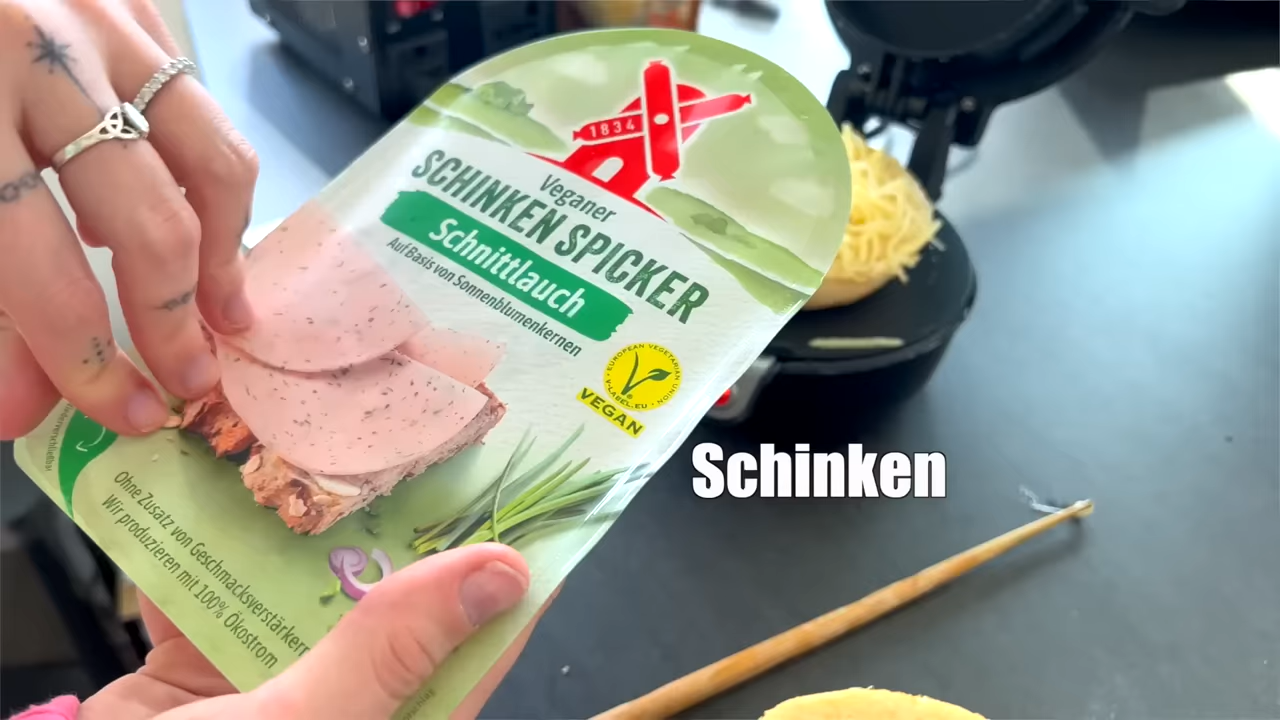 1834
Veganer
SCHINKEN SPICKER
Schnittlauch
Auf Basis von Sonnenblumenkernen
EUROPEAN VEGETARIAN UNION
V-LABEL.EU
VEGAN
Schinken
Ohne Zusatz von Geschmacksverstärkern
Wir produzieren mit 100% Ökostrom